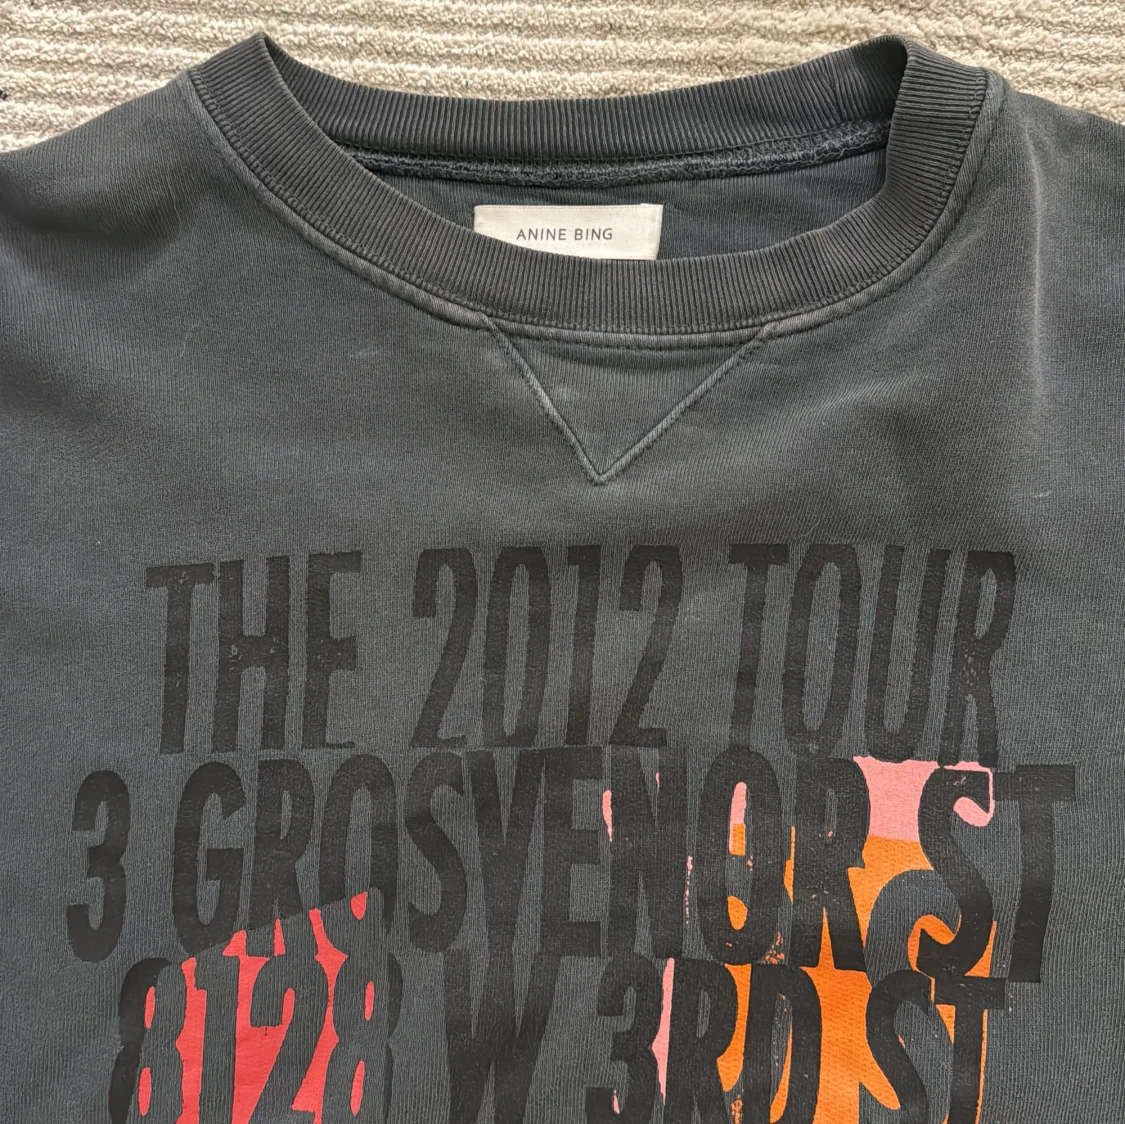 ANINE BING
THE 2012 TOUR
3 GROSVENOR ST
8128 W 3RD ST